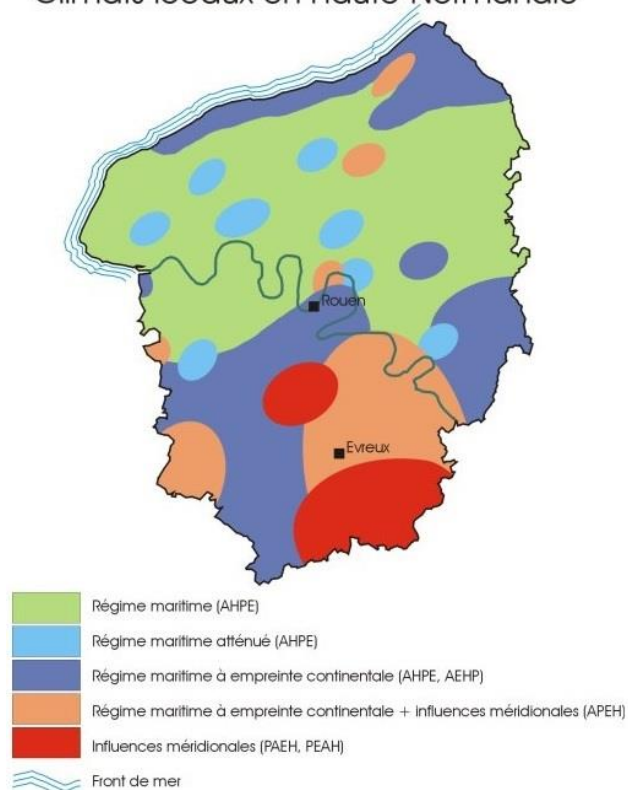 Climats locaux en haute Normandie
Rouen
Evreux
Régime maritime (AHPE)
Régime maritime atténué (AHPE)
Régime maritime à empreinte continentale (AHPE, AEHP)
Régime maritime à empreinte continentale + influences méridionales (APEH)
Influences méridionales (PAEH, PEAH)
Front de mer